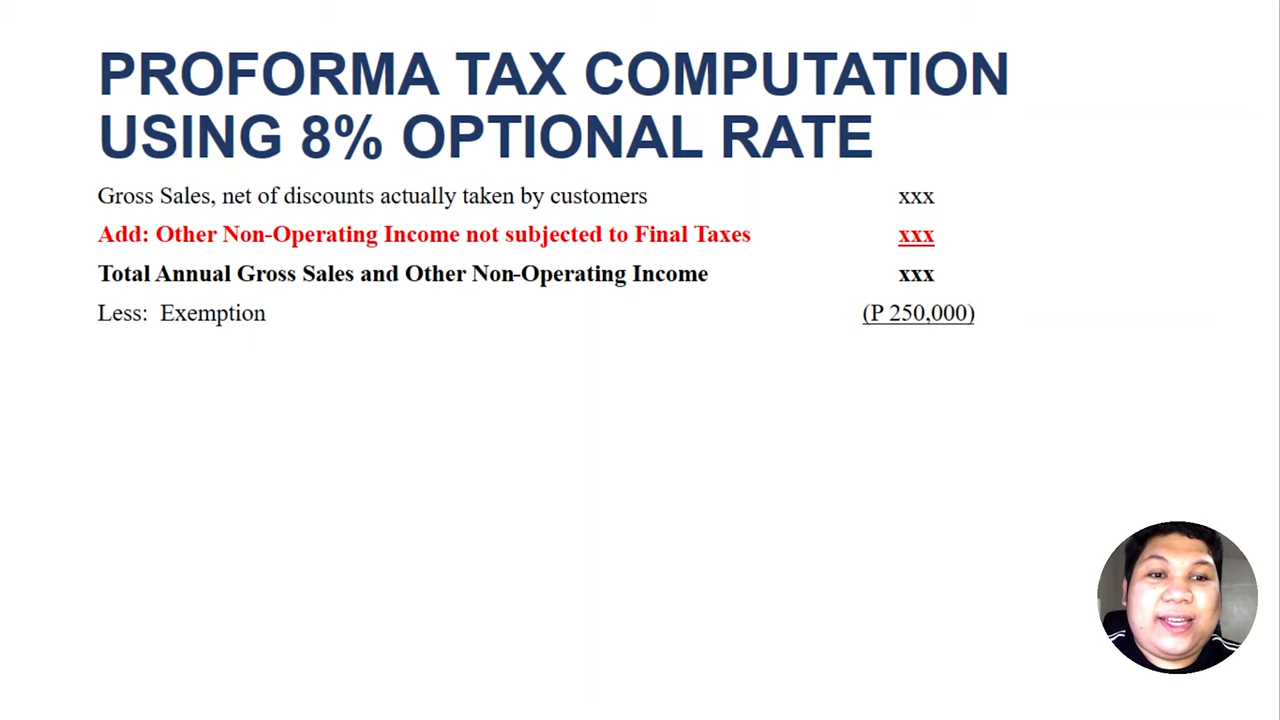 PROFORMA TAX COMPUTATION
USING 8% OPTIONAL RATE
Gross Sales, net of discounts actually taken by customers xxx
Add: Other Non-Operating Income not subjected to Final Taxes xxx
Total Annual Gross Sales and Other Non-Operating Income xxx
Less: Exemption (P 250,000)